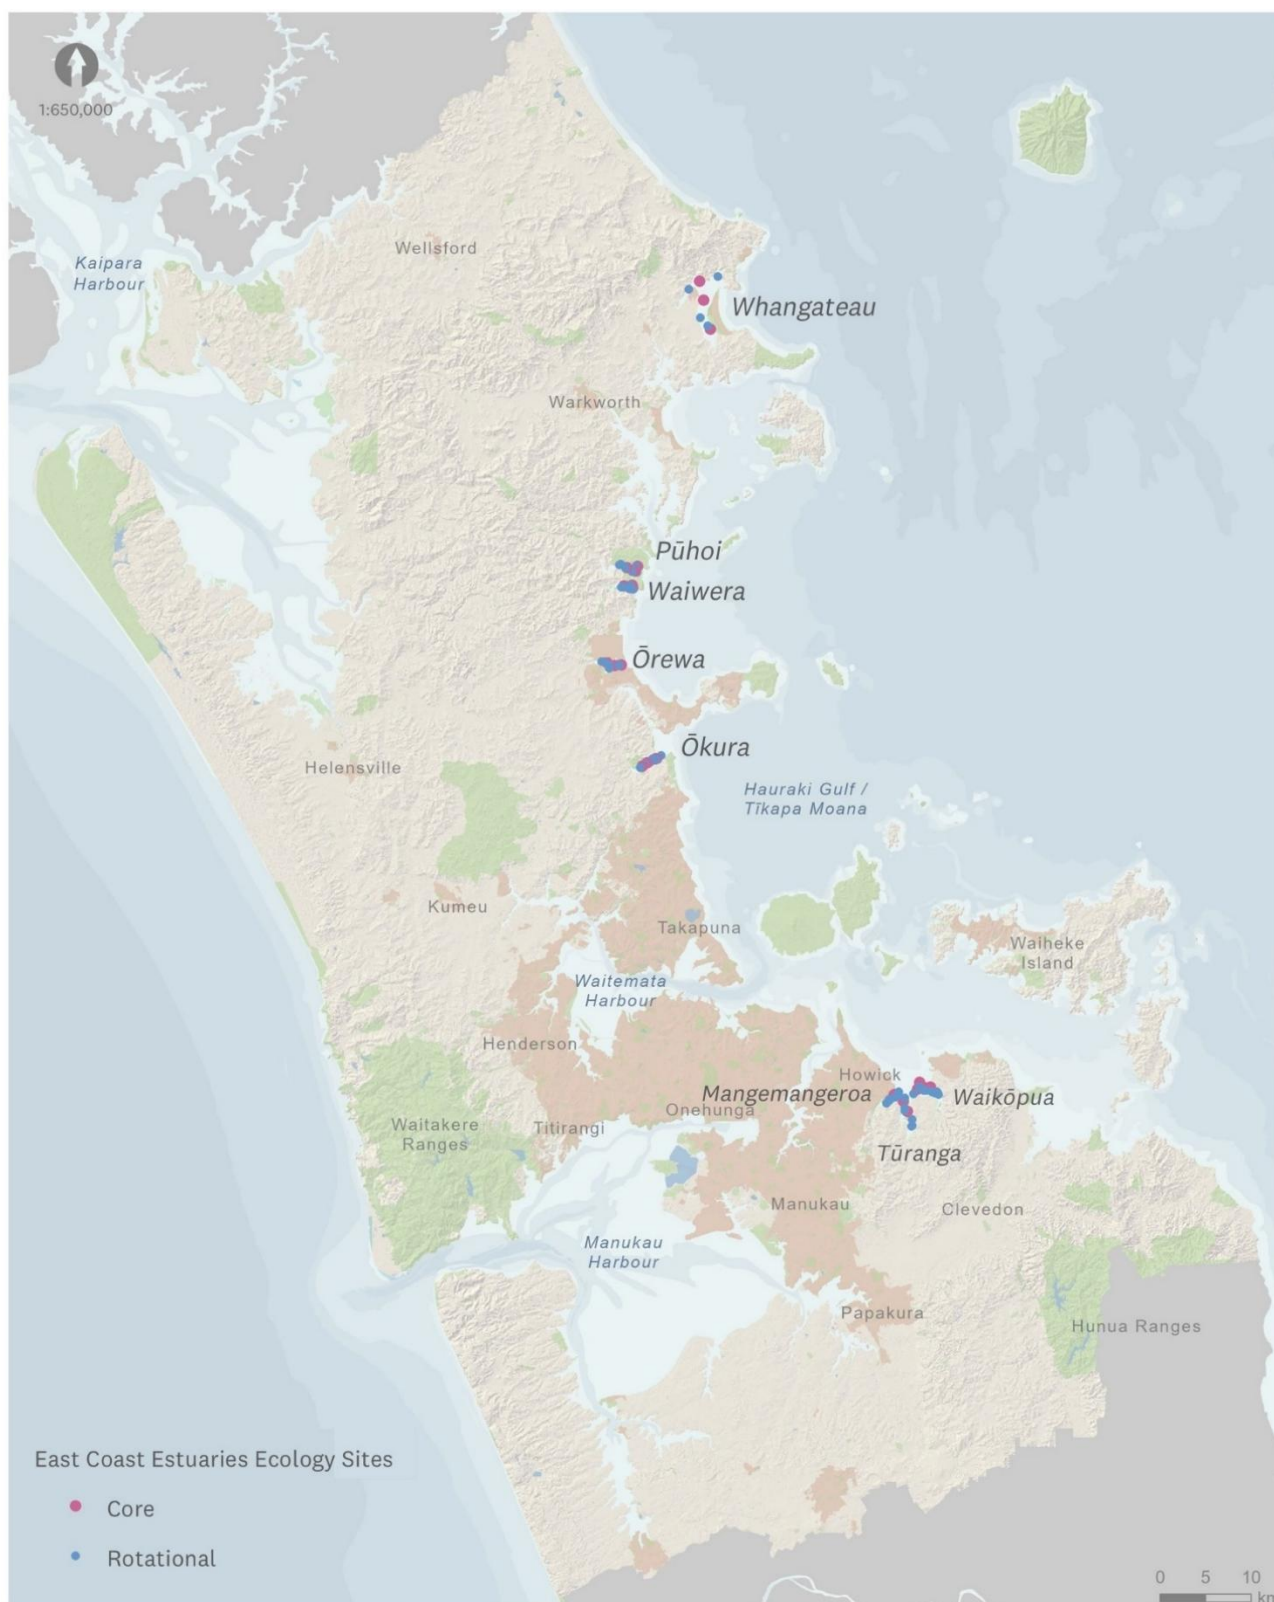 1:650,000
Wellsford
Kaipara
Harbour
Whangateau
Warkworth
Pūhoi
Waiwera
Ōrewa
Ōkura
Helensville
Hauraki Gulf /
Tīkapa Moana
Kumeu
Takapuna
Waiheke
Island
Waitemata
Harbour
Henderson
Howick
Mangemangeroa
Waikōpua
Onehunga
Waitakere
Ranges
Titirangi
Tūranga
Manukau
Clevedon
Manukau
Harbour
Papakura
Hunua Ranges
East Coast Estuaries Ecology Sites
Core
Rotational
0 5 10
km